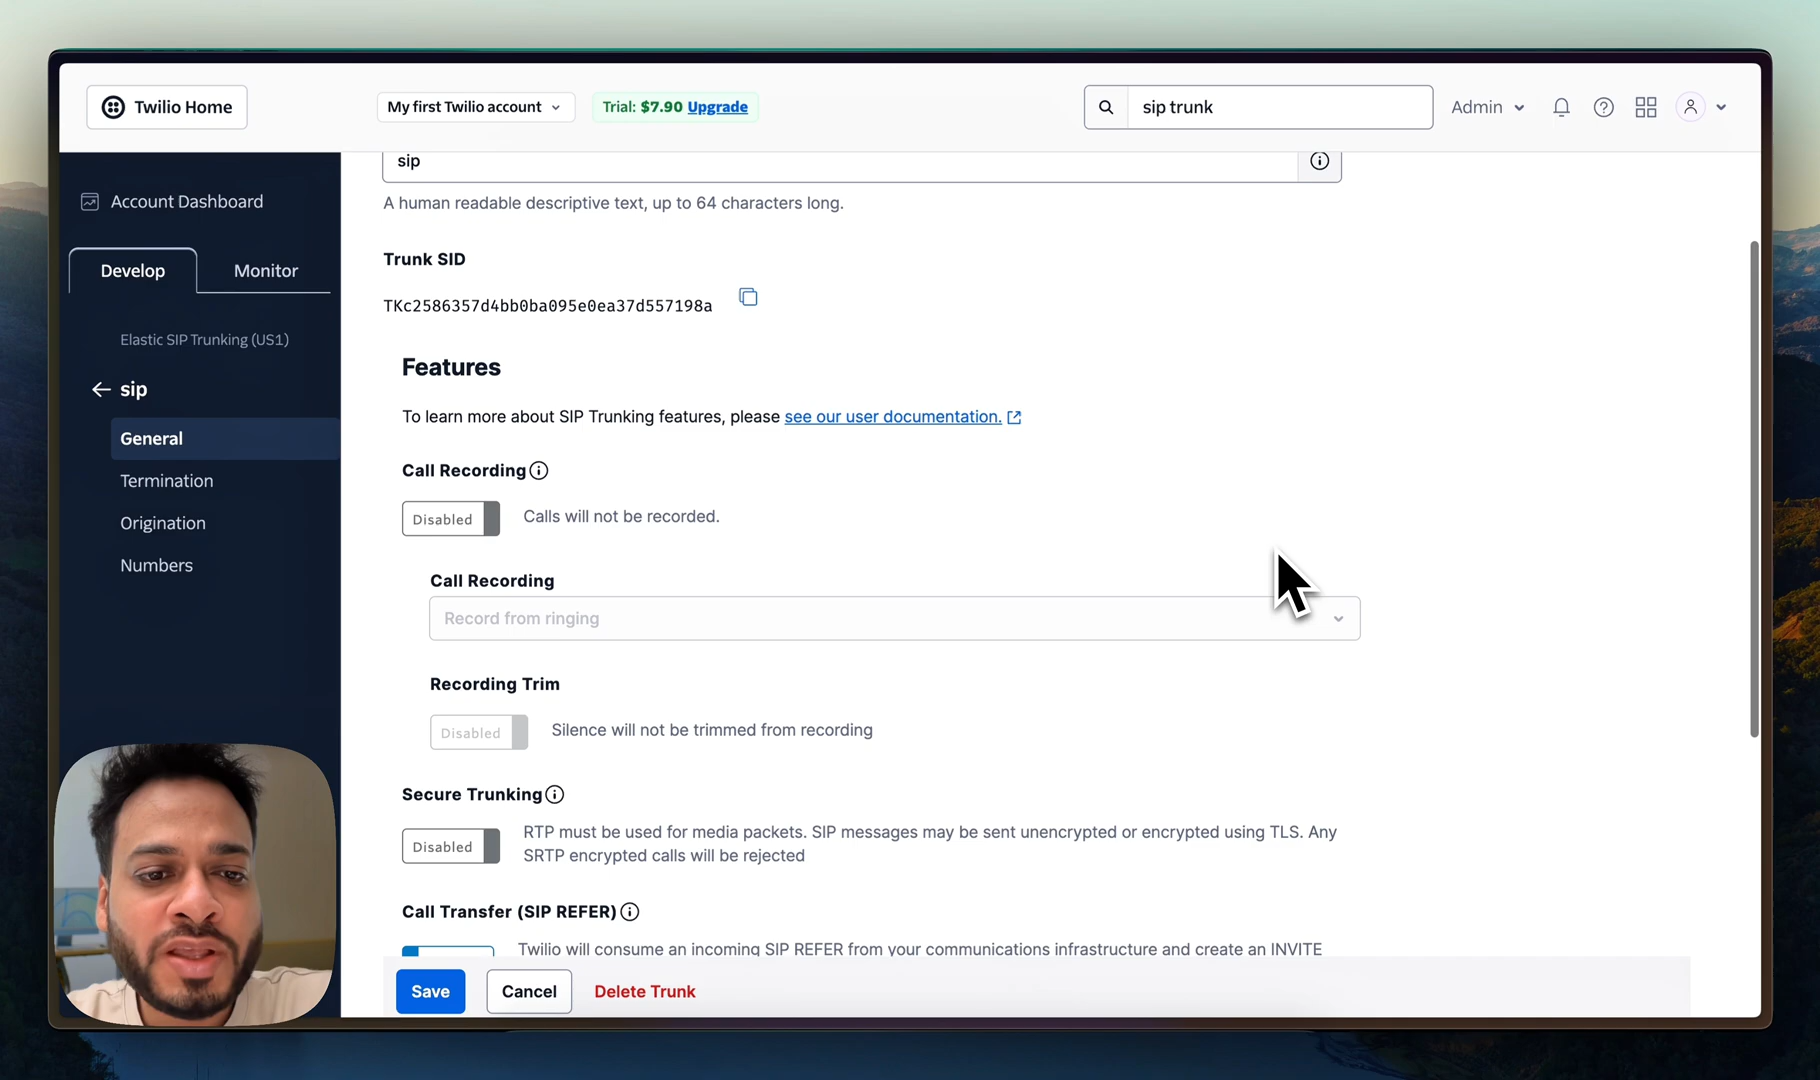 Twilio Home
My first Twilio account
Trial: $7.90 Upgrade
sip trunk
Admin
Account Dashboard
Develop
Monitor
Elastic SIP Trunking (US1)
sip
General
Termination
Origination
Numbers
sip
A human readable descriptive text, up to 64 characters long.
Trunk SID
TKc2586357d4bb0ba095e0ea37d557198a
Features
To learn more about SIP Trunking features, please see our user documentation.
Call Recording
Disabled
Calls will not be recorded.
Call Recording
Record from ringing
Recording Trim
Disabled
Silence will not be trimmed from recording
Secure Trunking
Disabled
RTP must be used for media packets. SIP messages may be sent unencrypted or encrypted using TLS. Any
SRTP encrypted calls will be rejected
Call Transfer (SIP REFER)
Twilio will consume an incoming SIP REFER from your communications infrastructure and create an INVITE
Save
Cancel
Delete Trunk